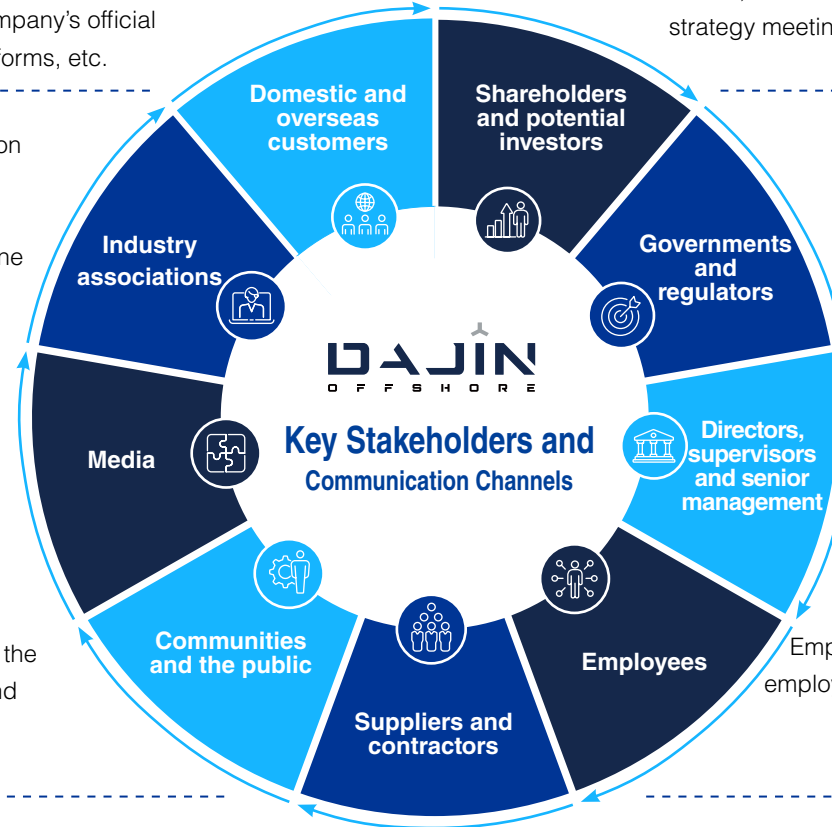 mpany's official
forms, etc.
strategy meetin
on
ne
the
nd
Emp
employ
Domestic and
overseas
customers
Shareholders
and potential
investors
Governments
and
regulators
Directors,
supervisors
and senior
management
Employees
Suppliers and
contractors
Communities
and the public
Media
Industry
associations
DAJIN
OFFSHORE
Key Stakeholders and
Communication Channels